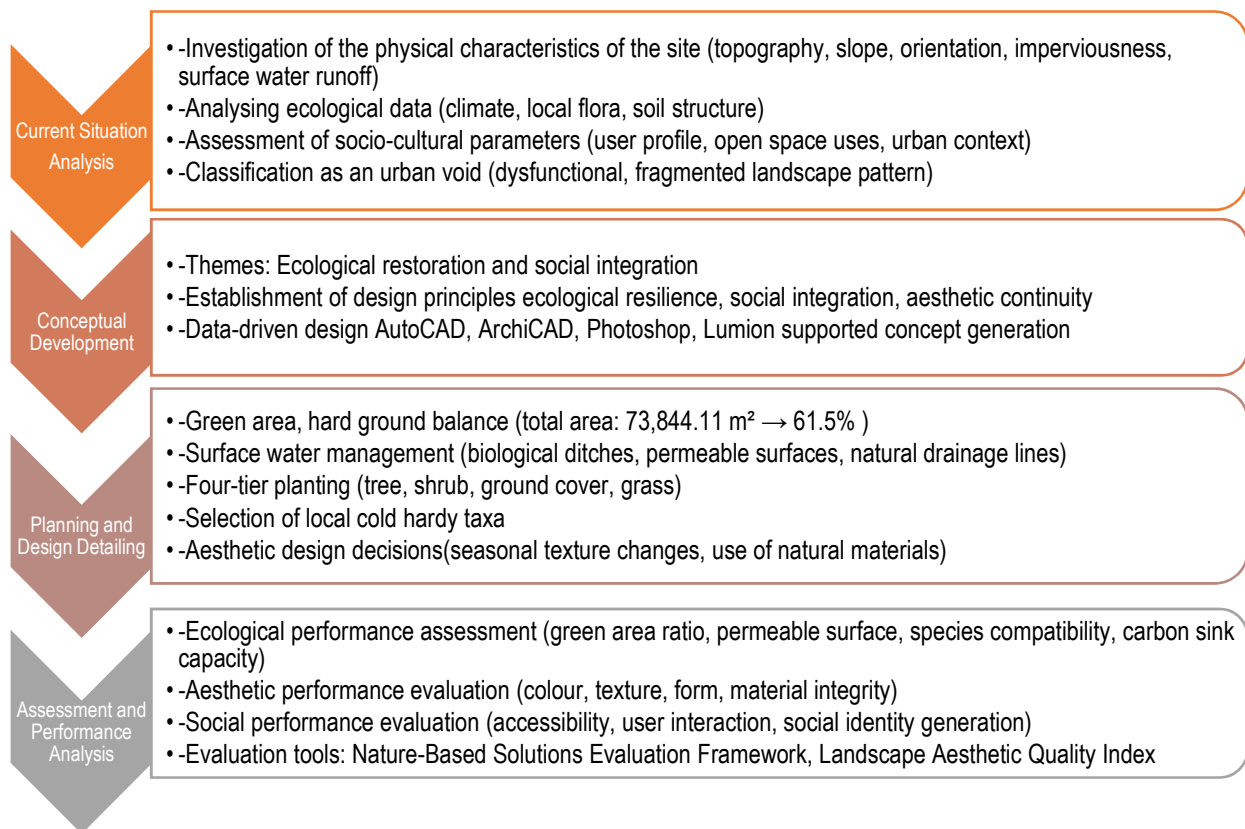 Current Situation
Analysis
• -Investigation of the physical characteristics of the site (topography, slope, orientation, imperviousness,
surface water runoff)
• -Analysing ecological data (climate, local flora, soil structure)
• -Assessment of socio-cultural parameters (user profile, open space uses, urban context)
• -Classification as an urban void (dysfunctional, fragmented landscape pattern)
Conceptual
Development
• -Themes: Ecological restoration and social integration
• -Establishment of design principles ecological resilience, social integration, aesthetic continuity
• -Data-driven design AutoCAD, ArchiCAD, Photoshop, Lumion supported concept generation
Planning and
Design Detailing
• -Green area, hard ground balance (total area: 73,844.11 m² → 61.5% )
• -Surface water management (biological ditches, permeable surfaces, natural drainage lines)
• -Four-tier planting (tree, shrub, ground cover, grass)
• -Selection of local cold hardy taxa
• -Aesthetic design decisions(seasonal texture changes, use of natural materials)
Assessment and
Performance
Analysis
• -Ecological performance assessment (green area ratio, permeable surface, species compatibility, carbon sink
capacity)
• -Aesthetic performance evaluation (colour, texture, form, material integrity)
• -Social performance evaluation (accessibility, user interaction, social identity generation)
• -Evaluation tools: Nature-Based Solutions Evaluation Framework, Landscape Aesthetic Quality Index